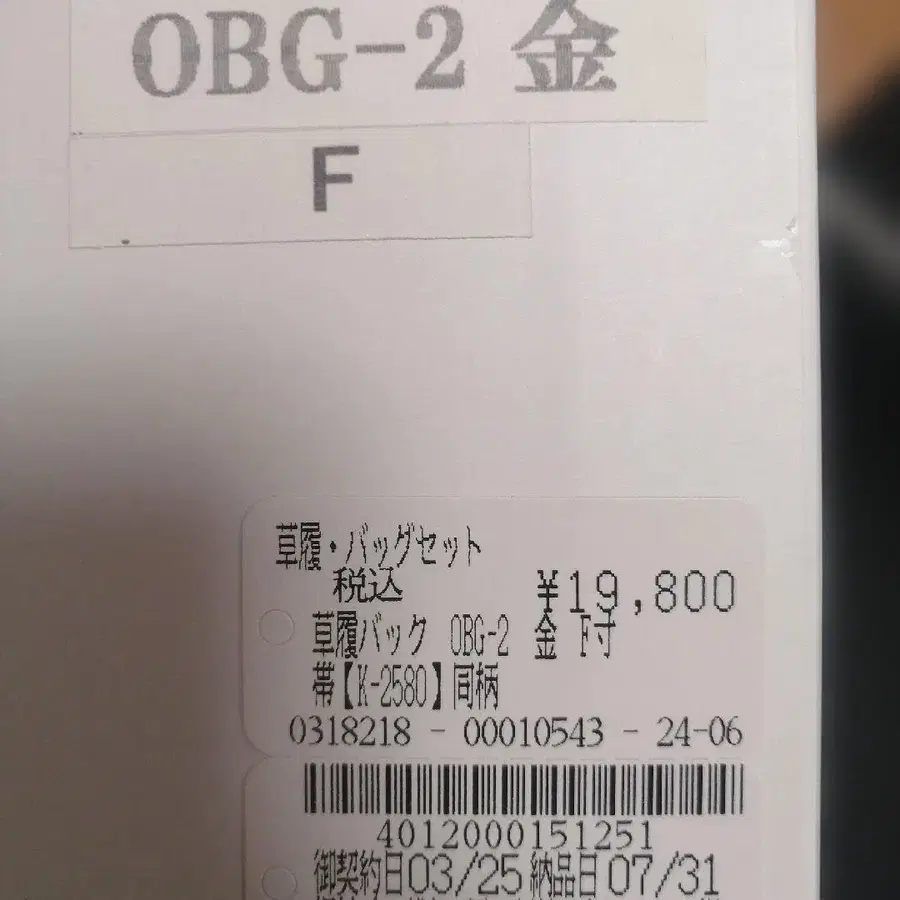 OBG-2 金
F
草履・バッグセット
税込 ¥19,800
草履バック OBG-2 金 F寸
帯【K-2580】同柄
0318218 - 00010543 - 24-06
4012000151251
御契約日03/25納品日07/31